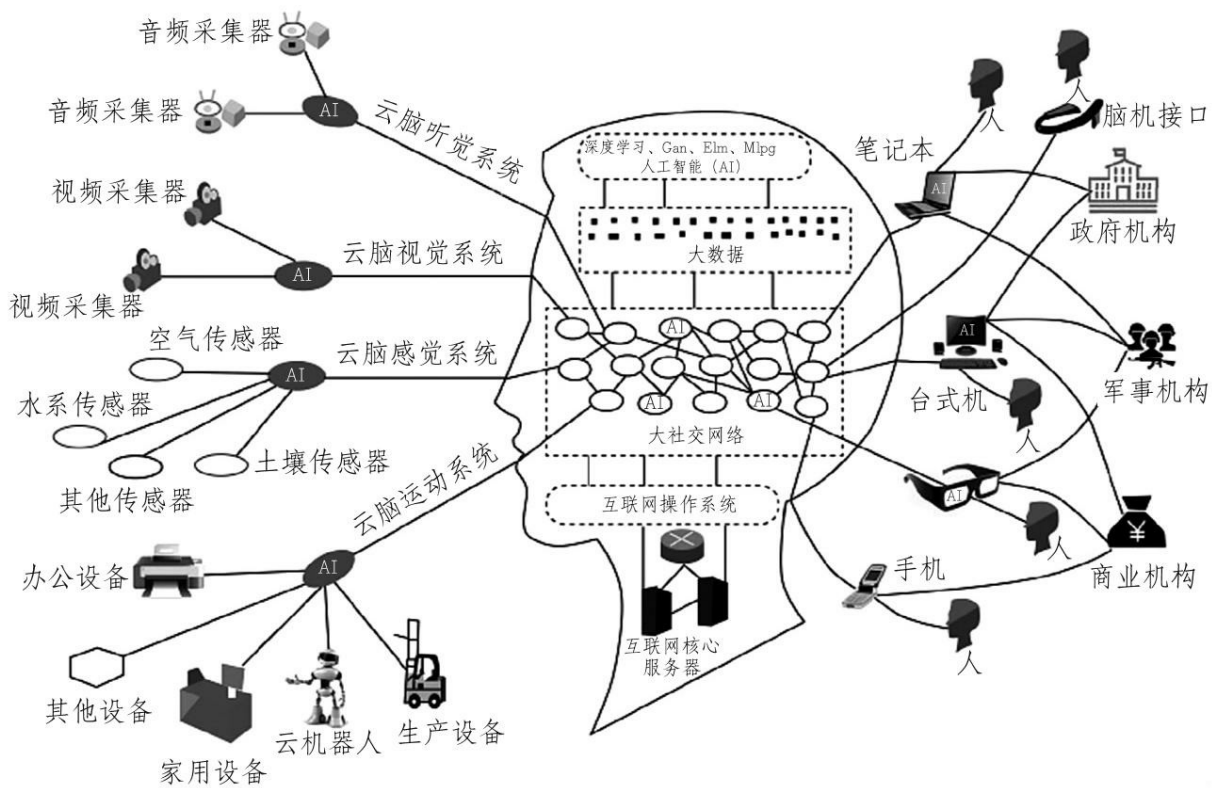 音频采集器
音频采集器
AI
云脑听觉系统
视频采集器
视频采集器
AI
云脑视觉系统
空气传感器
水系传感器
其他传感器
土壤传感器
AI
云脑感觉系统
云脑运动系统
AI
办公设备
其他设备
家用设备
云机器人
生产设备
深度学习、Gan、Elm、Mlpg
人工智能（AI）
大数据
AI
AI
AI
大社交网络
互联网操作系统
互联网核心
服务器
人
人
脑机接口
笔记本
AI
政府机构
AI
台式机
人
军事机构
AI
人
¥
商业机构
手机
人